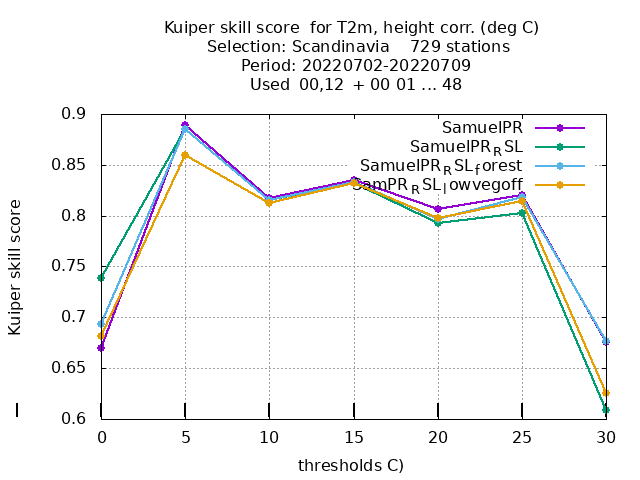 Kuiper skill score  for T2m, height corr. (deg C)
Selection: Scandinavia    729 stations
Period: 20220702-20220709
Used  00,12  + 00 01 ... 48
0.9
0.85
0.8
0.75
0.7
0.65
0.6
Kuiper skill score
SamuelPR
SamuelPR_RSL
SamuelPR_RSL_forest
SamPR_RSL_lowvegoff
0 5 10 15 20 25 30
thresholds C)